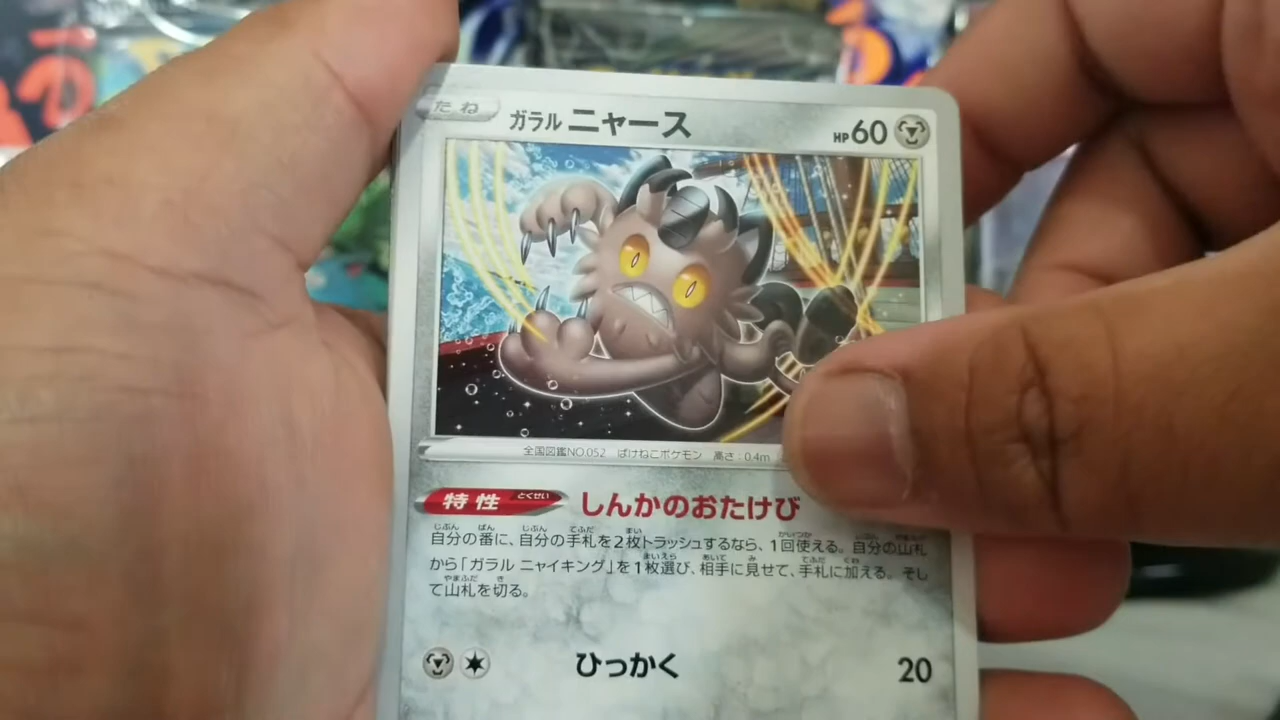 たね ガラル ニャース HP60
全国図鑑NO.052 ばけねこポケモン 高さ:0.4m
特性 とくせい しんかのおたけび
自分の番に、自分の手札を2枚トラッシュするなら、1回使える。自分の山札
から「ガラル ニャイキング」を1枚選び、相手に見せて、手札に加える。そし
て山札を切る。
ひっかく 20